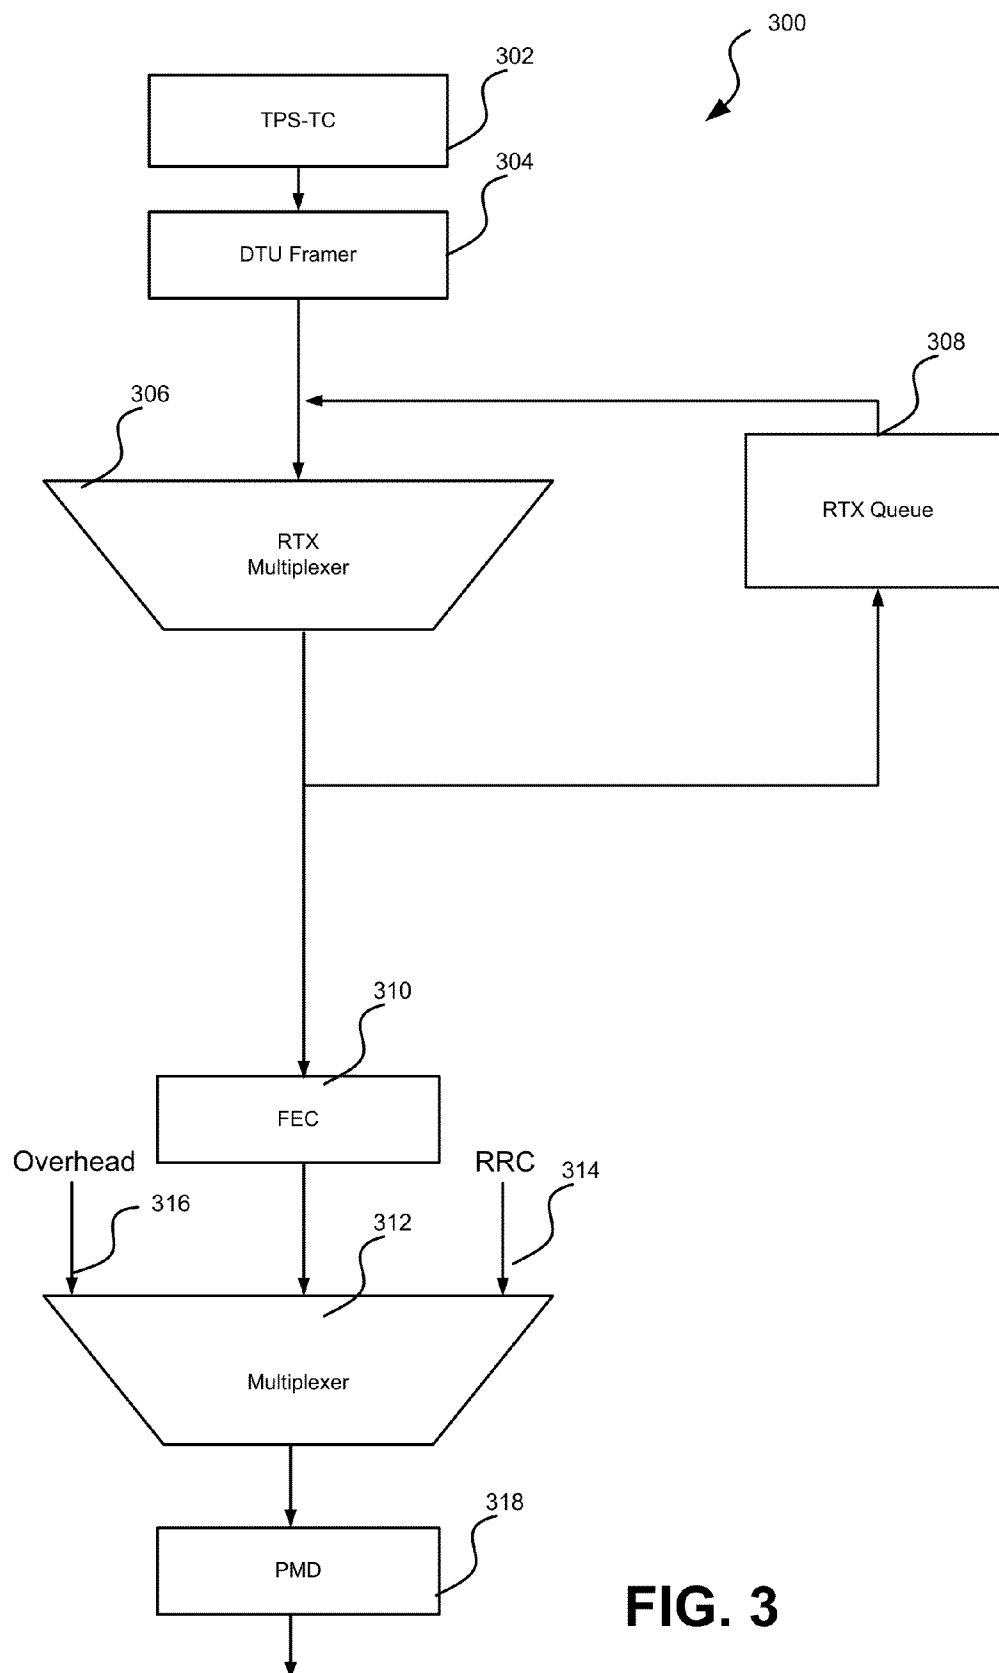 300
302
TPS-TC
304
DTU Framer
308
306
RTX Queue
RTX
Multiplexer
310
FEC
Overhead
RRC
314
316
312
Multiplexer
318
PMD
FIG. 3